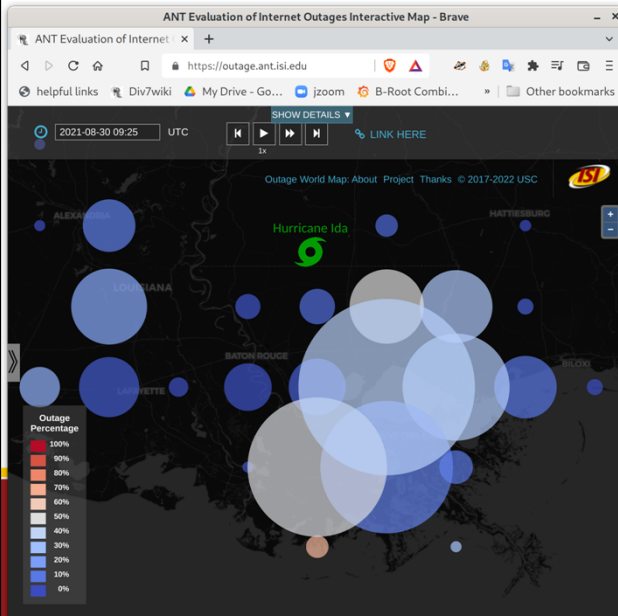 ANT Evaluation of Internet Outages Interactive Map - Brave
ANT Evaluation of Internet
https://outage.ant.isi.edu
helpful links
Div7wiki
My Drive - Go…
jzoom
B-Root Combi…
»
Other bookmarks
SHOW DETAILS ▼
2021-08-30 09:25 UTC
1x
LINK HERE
Outage World Map: About Project Thanks © 2017-2022 USC
ISI
ALEXANDRIA
HATTIESBURG
+
−
Hurricane Ida
LOUISIANA
BATON ROUGE
BILOXI
LAFAYETTE
Outage
Percentage
100%
90%
80%
70%
60%
50%
40%
30%
20%
10%
0%